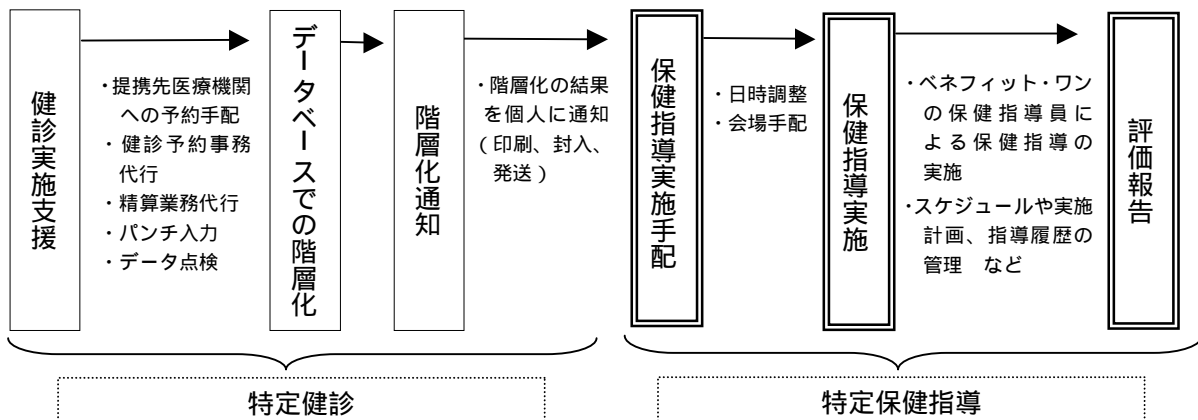 健診実施支援
・提携先医療機関
への予約手配
・健診予約事務
代行
・精算業務代行
・パンチ入力
・データ点検
データベースでの階層化
階層化通知
・階層化の結果
を個人に通知
（印刷、封入、
発送）
保健指導実施手配
・日時調整
・会場手配
保健指導実施
・ベネフィット・ワン
の保健指導員に
よる保健指導の
実施
・スケジュールや実施
計画、指導履歴の
管理　など
評価報告
特定健診
特定保健指導